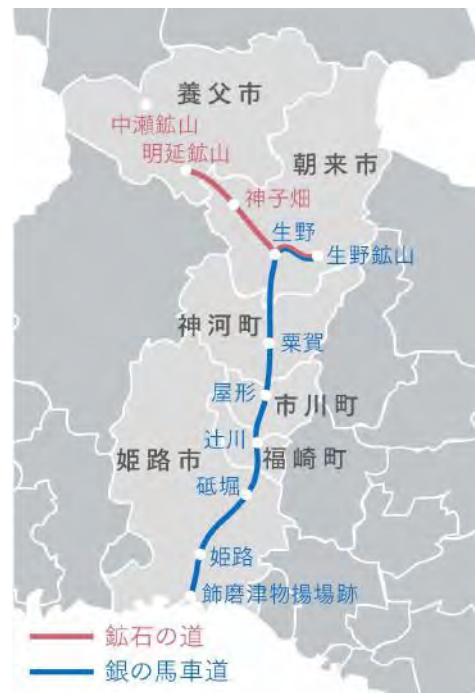 養父市
中瀬鉱山
明延鉱山
朝来市
神子畑
生野
生野鉱山
神河町
粟賀
屋形
市川町
辻川
姫路市
福崎町
砥堀
姫路
飾磨津物揚場跡
鉱石の道
銀の馬車道